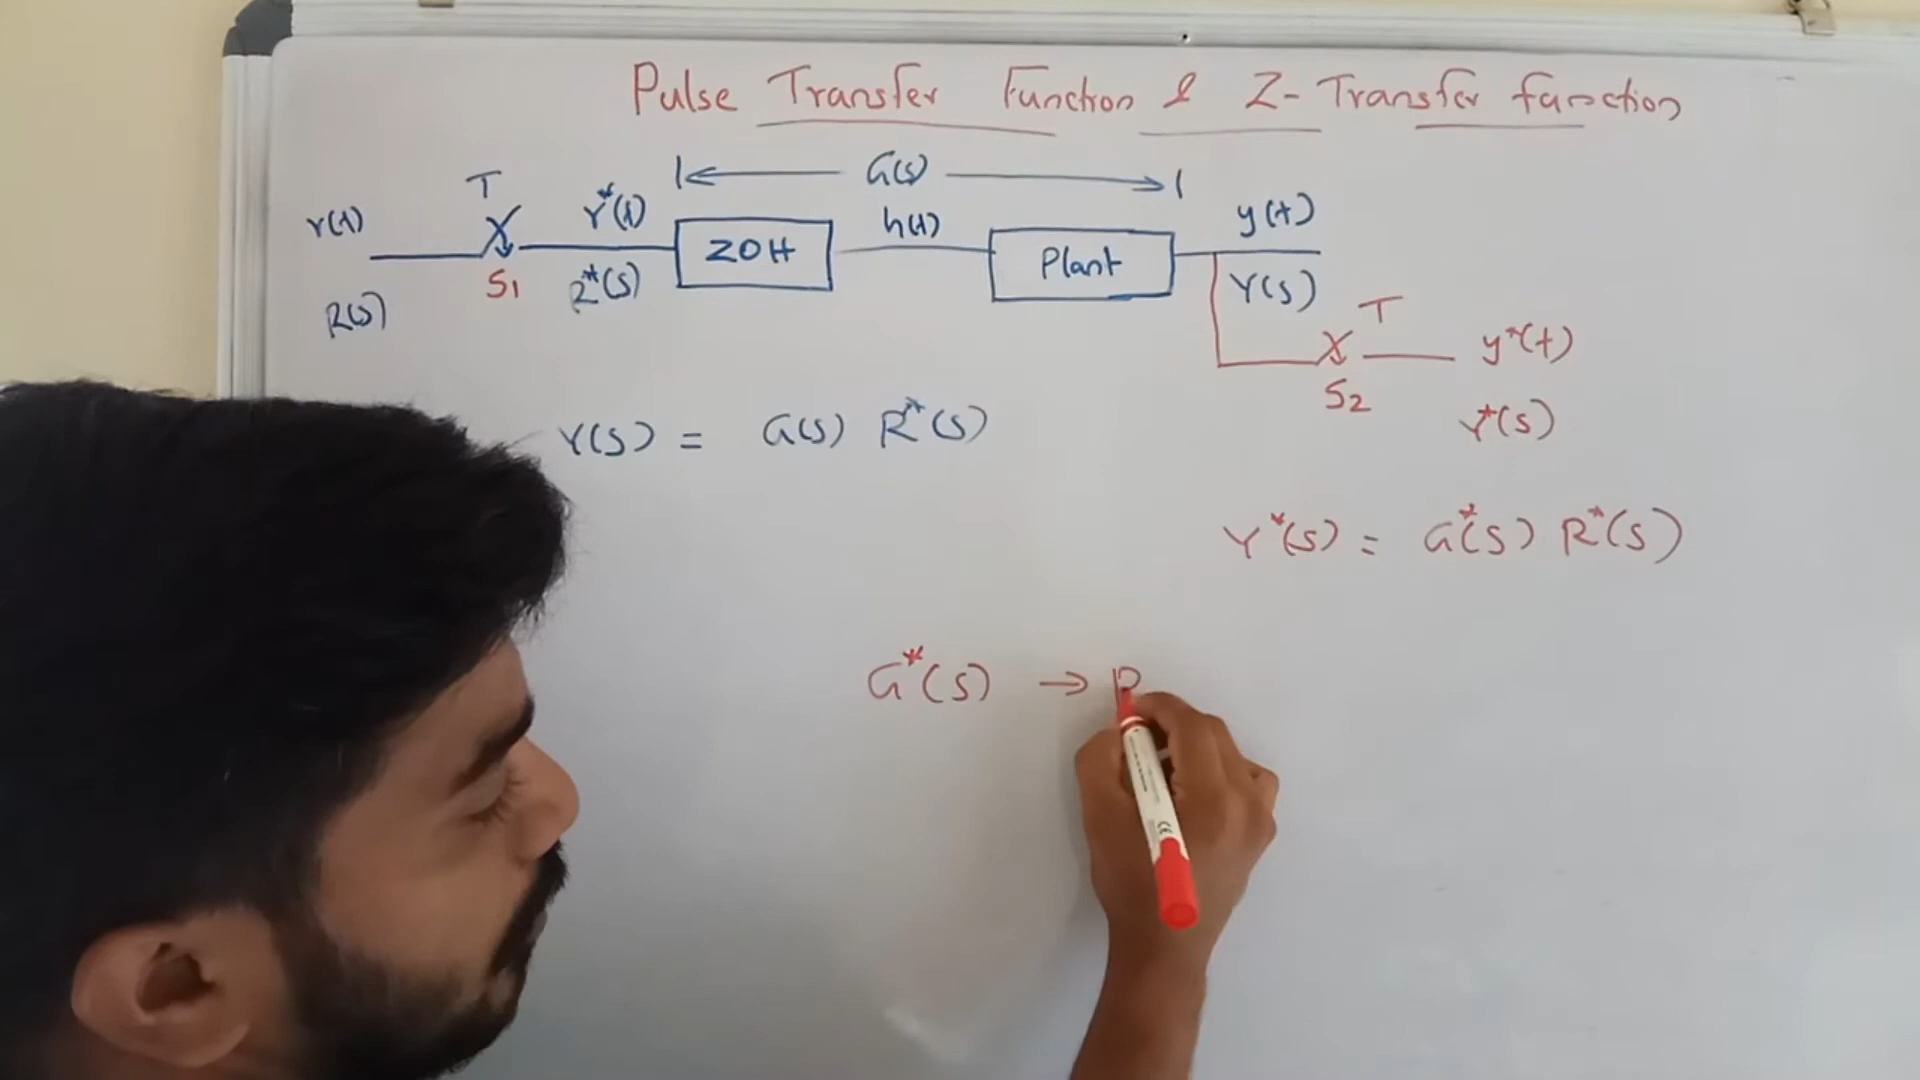 Pulse Transfer Function & Z-Transfer function
G(s)
T
r(t)
r*(t)
ZOH
h(t)
Plant
y(t)
S1
R*(s)
Y(s)
R(s)
T
y*(t)
S2
Y*(s)
Y(s) = G(s) R*(s)
Y*(s) = G*(s) R*(s)
G*(s) → P